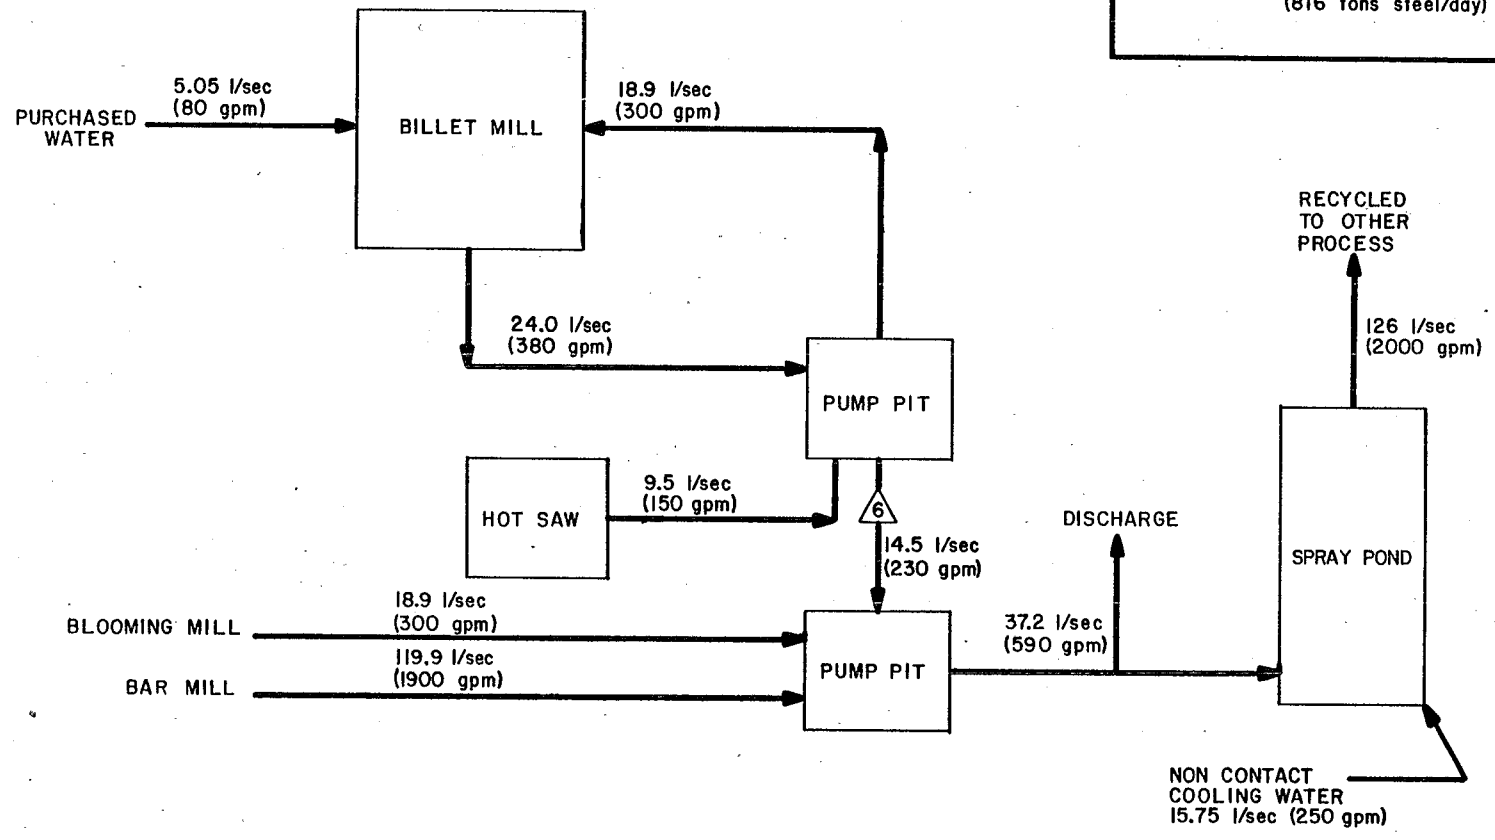 (816 tons steel/day)
5.05 l/sec
(80 gpm)
PURCHASED
WATER
BILLET MILL
18.9 l/sec
(300 gpm)
RECYCLED
TO OTHER
PROCESS
126 l/sec
(2000 gpm)
24.0 l/sec
(380 gpm)
PUMP PIT
9.5 l/sec
(150 gpm)
HOT SAW
6
14.5 l/sec
(230 gpm)
DISCHARGE
SPRAY POND
BLOOMING MILL
18.9 l/sec
(300 gpm)
BAR MILL
119.9 l/sec
(1900 gpm)
PUMP PIT
37.2 l/sec
(590 gpm)
NON CONTACT
COOLING WATER
15.75 l/sec (250 gpm)